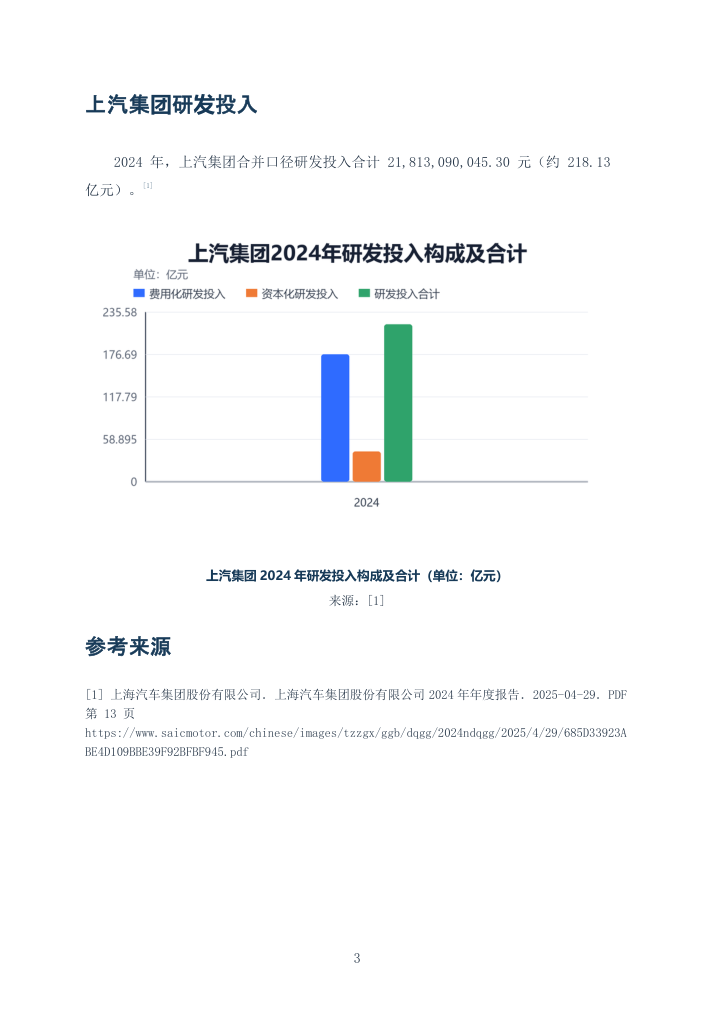 上汽集团研发投入
2024 年，上汽集团合并口径研发投入合计 21,813,090,045.30 元（约 218.13
亿元）。[1]
上汽集团2024年研发投入构成及合计
单位：亿元
费用化研发投入 资本化研发投入 研发投入合计
235.58
176.69
117.79
58.895
0
2024
上汽集团 2024 年研发投入构成及合计（单位：亿元）
来源：[1]
参考来源
[1] 上海汽车集团股份有限公司. 上海汽车集团股份有限公司 2024 年年度报告. 2025-04-29. PDF
第 13 页
https://www.saicmotor.com/chinese/images/tzzgx/ggb/dqgg/2024ndqgg/2025/4/29/685D33923A
BE4D109BBE39F92BFBF945.pdf
3